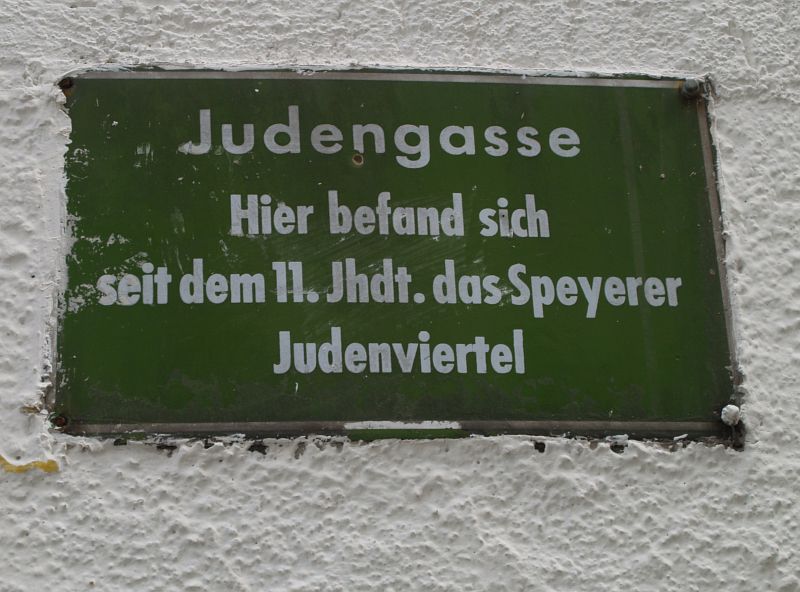 Judengasse
Hier befand sich
seit dem 11. Jhdt. das Speyerer
Judenviertel